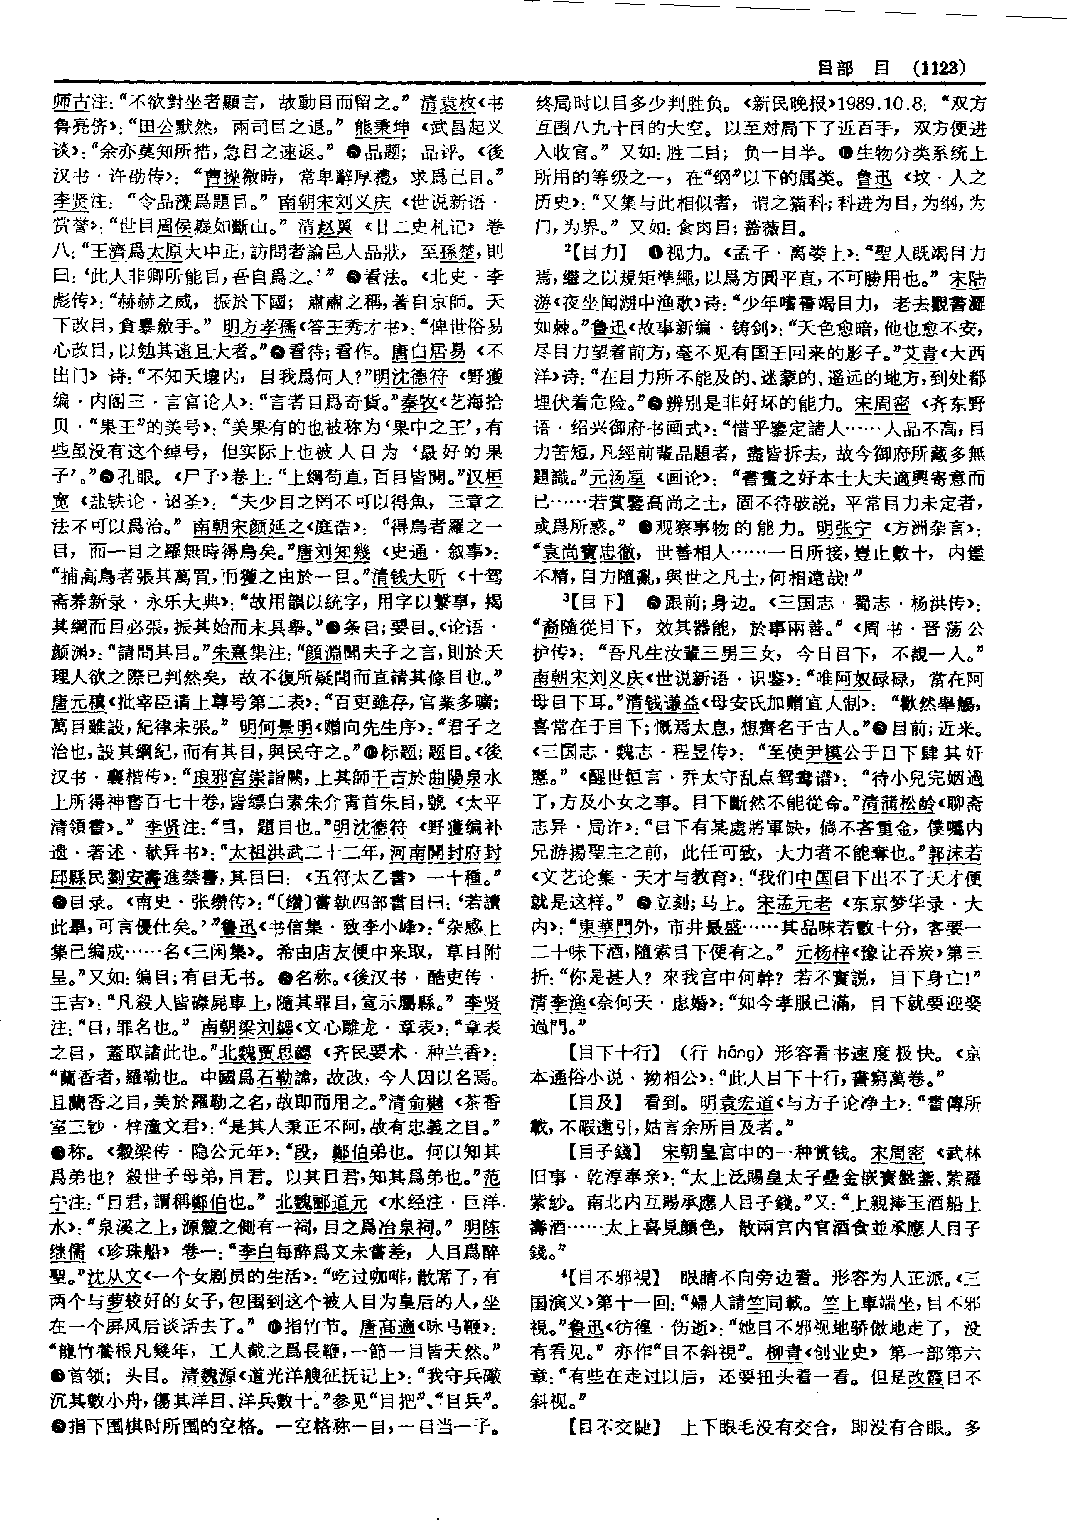 目部 目 (1123)
师古注：“不欲對坐者顯言，故動目而留之。” 清袁枚《书
鲁亮侪》：“田公默然，兩司目之退。” 熊秉坤《武昌起义
谈》：“余亦莫知所措，急目之速返。” 品题；品评。《後
汉书·许劭传》：“曹操微時，常卑辭厚禮，求爲己目。”
李贤注：“令品藻爲題目。” 南朝宋刘义庆《世说新语·
赏誉》：“世目周侯嶷如斷山。” 清赵翼《廿二史札记》卷
八：“王濟爲太原大中正，訪問者論邑人品狀，至孫楚，則
曰：‘此人非卿所能目，吾自爲之。’” 看法。《北史·李
彪传》：“赫赫之威，振於下國；肅肅之稱，著自京師。天
下改目，貪暴斂手。” 明方孝孺《答王秀才书》：“俾世俗易
心改目，以勉其遠且大者。” 看待；看作。唐白居易《不
出门》诗：“不知天壤内，目我爲何人？”明沈德符《野獲
编·内阁三·言官论人》：“言者目爲奇貨。”秦牧《艺海拾
贝·“果王”的美号》：“美果有的也被称为‘果中之王’，有
些虽没有这个绰号，但实际上也被人目为‘最好的果
子’。” 孔眼。《尸子》卷上：“上綱苟直，百目皆開。”汉桓
宽《盐铁论·诏圣》：“夫少目之罔不可以得魚，三章之
法不可以爲治。” 南朝宋颜延之《庭诰》：“得鳥者羅之一
目，而一目之羅無時得鳥矣。”唐刘知幾《史通·叙事》：
“捕高鳥者張其萬罝，而獲之由於一目。”清钱大昕《十驾
斋养新录·永乐大典》：“故用韻以統字，用字以繫事，揭
其綱而目必張，振其始而末具舉。” 条目；要目。《论语·
颜渊》：“請問其目。”朱熹集注：“顔淵聞夫子之言，則於天
理人欲之際已判然矣，故不復所疑問而直請其條目也。”
唐元稹《批宰臣请上尊号第二表》：“百吏雖存，官業多曠；
萬目雖設，紀律未張。” 明何景明《赠向先生序》：“君子之
治也，設其綱紀，而有其目，與民守之。” 标题；题目。《後
汉书·襄楷传》：“琅邪宫崇詣闕，上其師干吉於曲陽泉水
上所得神書百七十卷，皆縹白素朱介青首朱目，號《太平
清領書》。” 李贤注：“目，題目也。”明沈德符《野獲编补
遗·著述·献异书》：“太祖洪武二十二年，河南開封府封
邱縣民劉安壽進禁書，其目曰：《五符太乙書》一十種。”
目录。《南史·张缵传》：“〔纘〕嘗執四部書目曰：‘若讀
此畢，可言優仕矣。’”鲁迅《书信集·致李小峰》：“杂感上
集已编成……名《三闲集》。希由店友便中来取，草目附
呈。”又如：编目；有目无书。 名称。《後汉书·酷吏传·
王吉》：“凡殺人皆磔屍車上，隨其罪目，宣示屬縣。” 李贤
注：“目，罪名也。” 南朝梁刘勰《文心雕龙·章表》：“章表
之目，蓋取諸此也。”北魏贾思勰《齐民要术·种兰香》：
“蘭香者，羅勒也。中國爲石勒諱，故改，今人因以名焉。
且蘭香之目，美於羅勒之名，故即而用之。”清俞樾《茶香
室三钞·梓潼文君》：“是其人秉正不阿，故有忠義之目。”
称。《穀梁传·隐公元年》：“段，鄭伯弟也。何以知其
爲弟也？殺世子母弟，目君。以其目君，知其爲弟也。”范
宁注：“目君，謂稱鄭伯也。” 北魏郦道元《水经注·巨洋
水》：“泉溪之上，源麓之側有一祠，目之爲冶泉祠。” 明陈
继儒《珍珠船》卷一：“李白每醉爲文未嘗差，人目爲醉
聖。”沈从文《一个女剧员的生活》：“吃过咖啡，散席了，有
两个与萝较好的女子，包围到这个被人目为皇后的人，坐
在一个屏风后谈话去了。” 指竹节。唐高適《咏马鞭》：
“龍竹養根凡幾年，工人截之爲長鞭，一節一目皆天然。”
首领；头目。清魏源《道光洋艘征抚记上》：“我守兵礮
沉其數小舟，傷其洋目、洋兵數十。”参见“目把”、“目兵”。
指下围棋时所围的空格。一空格称一目，一目当一子。
终局时以目多少判胜负。《新民晚报》1989.10.8：“双方
互围八九十目的大空。以至对局下了近百手，双方便进
入收官。” 又如：胜二目；负一目半。 生物分类系统上
所用的等级之一，在“纲”以下的属类。鲁迅《坟·人之
历史》：“又集与此相似者，谓之猫科；科进为目，为纲，为
门，为界。” 又如：食肉目；蔷薇目。
²【目力】 视力。《孟子·离娄上》：“聖人既竭目力
焉，繼之以規矩準繩，以爲方圓平直，不可勝用也。” 宋陆
游《夜坐闻湖中渔歌》诗：“少年嗜書竭目力，老去觀書澀
如棘。”鲁迅《故事新编·铸剑》：“天色愈暗，他也愈不安，
尽目力望着前方，毫不见有国王回来的影子。”艾青《大西
洋》诗：“在目力所不能及的、迷蒙的、遥远的地方，到处都
埋伏着危险。” 辨别是非好坏的能力。宋周密《齐东野
语·绍兴御府书画式》：“惜乎鑒定諸人……人品不高，目
力苦短，凡經前輩品題者，盡皆拆去，故今御府所藏多無
題識。”元汤垕《画论》：“書畫之好本士大夫適興寄意而
已……若賞鑒高尚之士，固不待破説，平常目力未定者，
或爲所惑。” 观察事物的能力。明张宁《方洲杂言》：
“袁尚寶忠徹，世善相人……一日所接，豈止數十，内鑑
不精，目力隨亂，與世之凡士，何相遠哉！”
³【目下】 跟前；身边。《三国志·蜀志·杨洪传》：
“裔隨從目下，效其器能，於事兩善。” 《周书·晋荡公
护传》：“吾凡生汝輩三男三女，今日目下，不覩一人。”
南朝宋刘义庆《世说新语·识鉴》：“唯阿奴碌碌，當在阿
母目下耳。”清钱谦益《母安氏加赠宜人制》：“歡然舉觴，
喜常在于目下；慨焉太息，想齊名于古人。” 目前；近来。
《三国志·魏志·程昱传》：“至使尹模公于目下肆其奸
慝。”《醒世恒言·乔太守乱点鸳鸯谱》：“待小兒完姻過
了，方及小女之事。目下斷然不能從命。”清蒲松龄《聊斋
志异·局诈》：“目下有某處將軍缺，倘不吝重金，僕囑内
兄游揚聖主之前，此任可致，大力者不能奪也。”郭沫若
《文艺论集·天才与教育》：“我们中国目下出不了天才便
就是这样。” 立刻；马上。宋孟元老《东京梦华录·大
内》：“東華門外，市井最盛……其品味若數十分，客要一
二十味下酒，隨索目下便有之。” 元杨梓《豫让吞炭》第三
折：“你是甚人？來我宫中何幹？若不實説，目下身亡！”
清李渔《奈何天·虑婚》：“如今孝服已滿，目下就要迎娶
過門。”
【目下十行】（行 háng）形容看书速度极快。《京
本通俗小说·拗相公》：“此人目下十行，書窮萬卷。”
【目及】 看到。明袁宏道《与方子论净土》：“書傳所
載，不暇遠引，姑言余所目及者。”
【目子錢】 宋朝皇宫中的一种赏钱。宋周密《武林
旧事·乾淳奉亲》：“太上泛賜皇太子壘金嵌寶盤盞、紫羅
紫紗。南北内互賜承應人目子錢。”又：“上親捧玉酒船上
壽酒……太上喜見顔色，散兩宫内官酒食並承應人目子
錢。”
⁴【目不邪視】 眼睛不向旁边看。形容为人正派。《三
国演义》第十一回：“婦人請竺同載。竺上車端坐，目不邪
視。”鲁迅《彷徨·伤逝》：“她目不邪视地骄傲地走了，没
有看见。” 亦作“目不斜視”。柳青《创业史》第一部第六
章：“有些在走过以后，还要扭头看一看。但是改霞目不
斜视。”
【目不交睫】 上下眼毛没有交合，即没有合眼。多